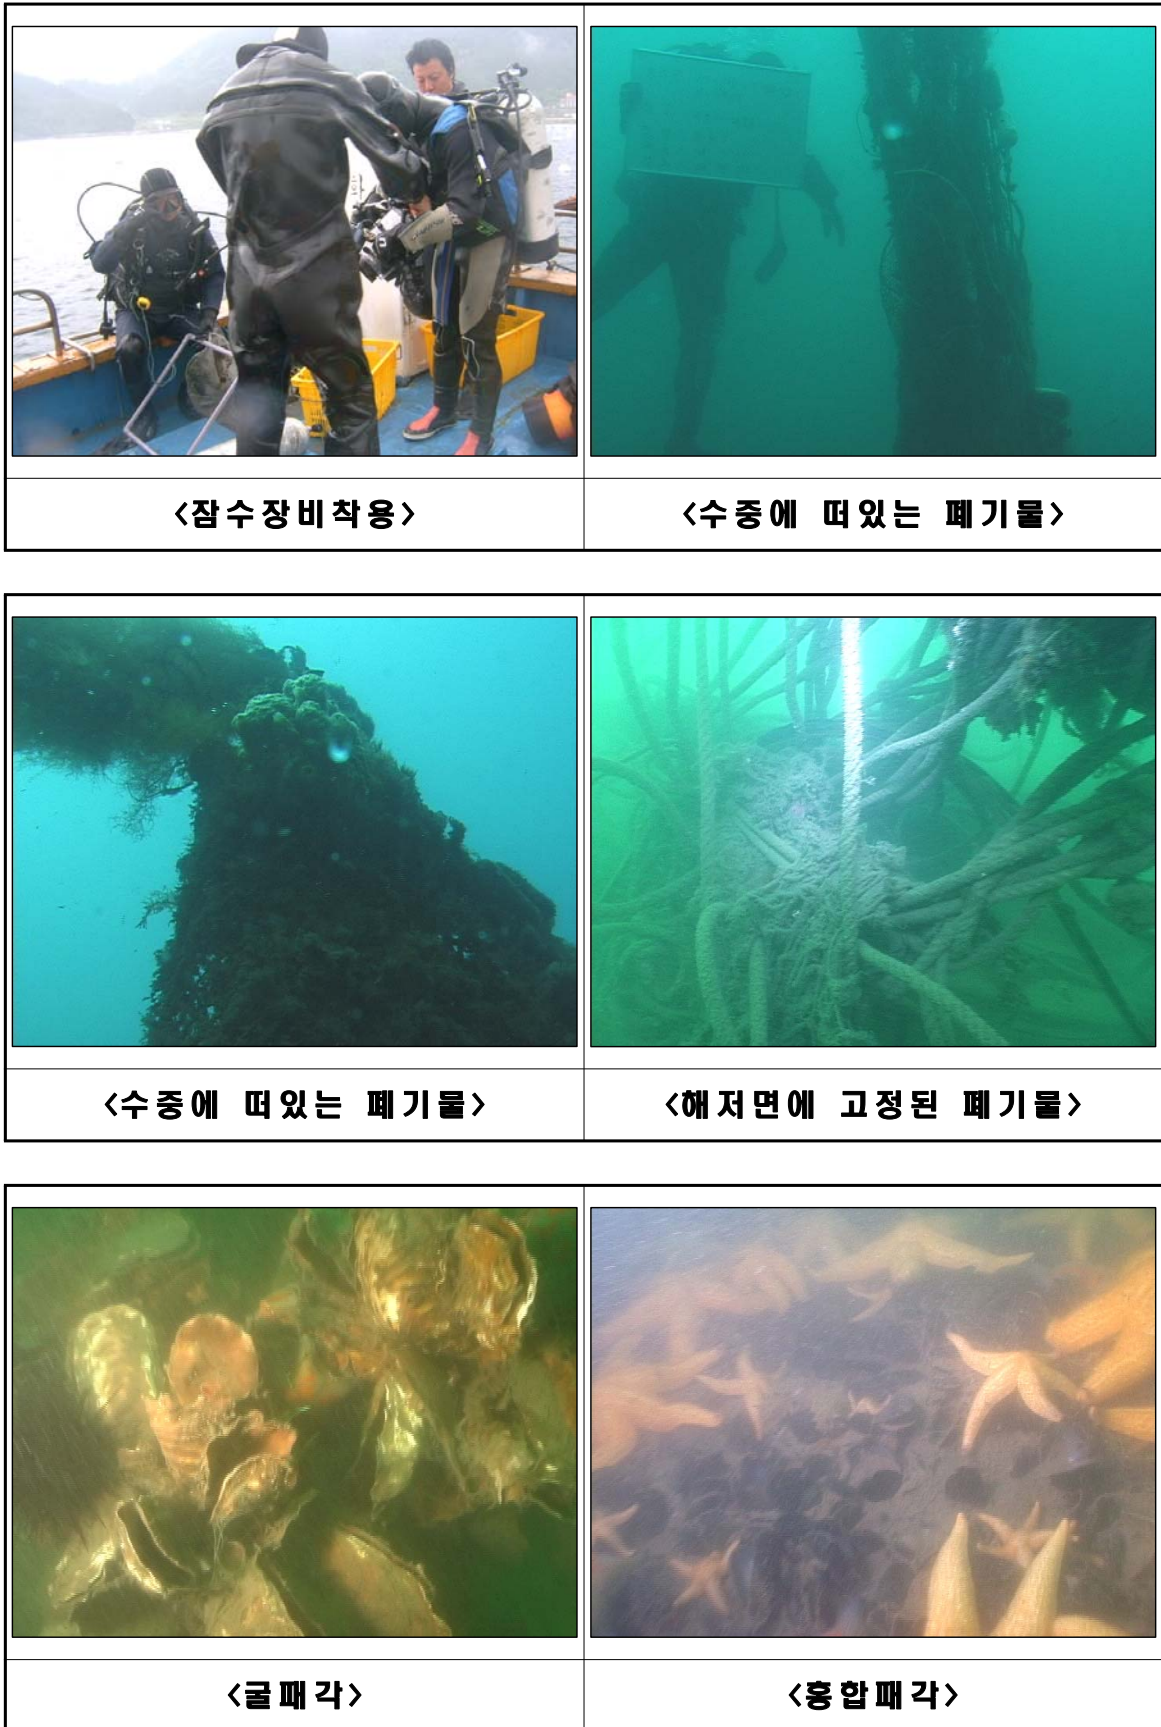 <잠수장비착용>
<수중에 떠있는 폐기물>
<수중에 떠있는 폐기물>
<해저면에 고정된 폐기물>
<굴패각>
<홍합패각>